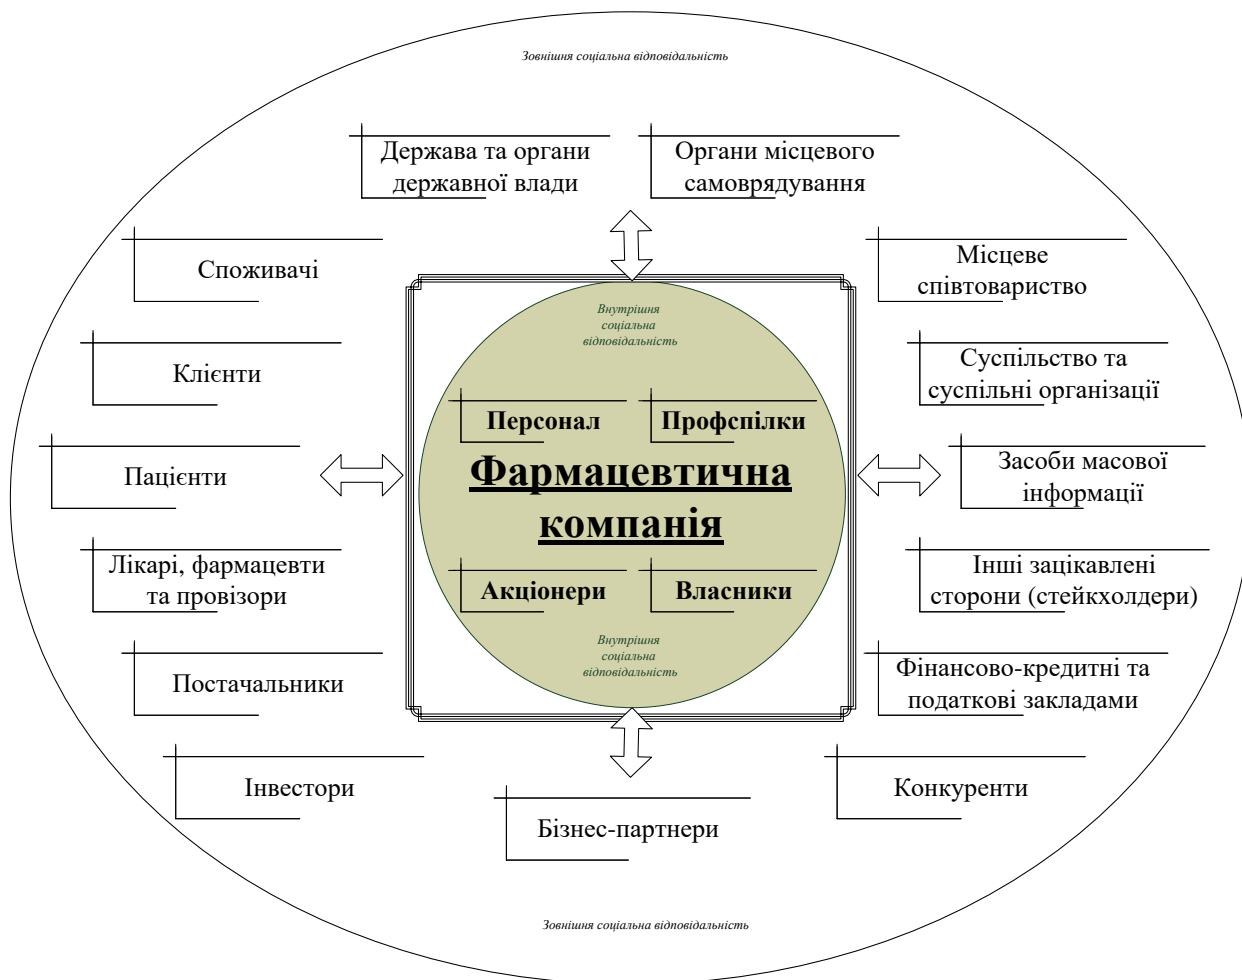 Зовнішня соціальна відповідальність
Держава та органи
державної влади
Органи місцевого
самоврядування
Споживачі
Місцеве
співтовариство
Клієнти
Суспільство та
суспільні організації
Пацієнти
Засоби масової
інформації
Лікарі, фармацевти
та провізори
Інші зацікавлені
сторони (стейкхолдери)
Постачальники
Фінансово-кредитні та
податкові закладами
Інвестори
Бізнес-партнери
Конкуренти
Внутрішня
соціальна
відповідальність
Персонал
Профспілки
Фармацевтична
компанія
Акціонери
Власники
Внутрішня
соціальна
відповідальність
Зовнішня соціальна відповідальність